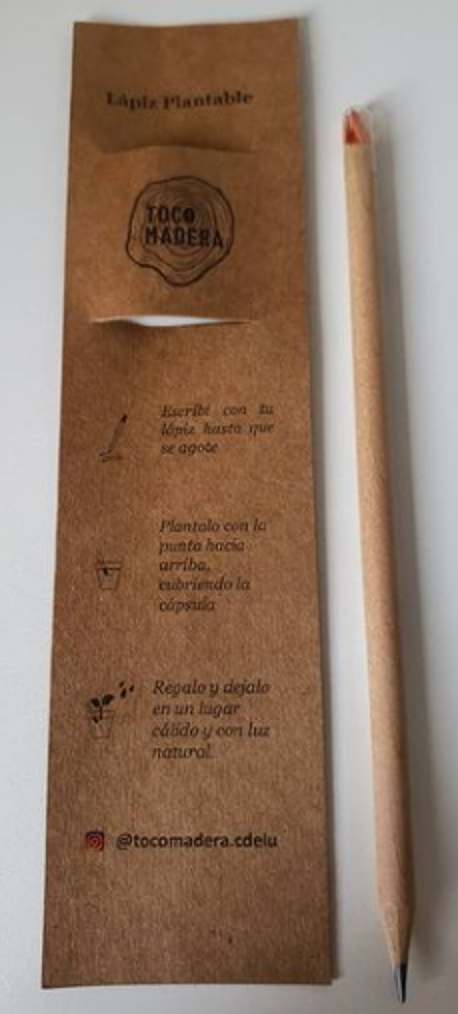 Lápiz Plantable
TOCO
MADERA
Escribí con tu
lápiz hasta que
se agote
Plantalo con la
punta hacia
arriba,
cubriendo la
cápsula
Regalo y dejalo
en un lugar
cálido y con luz
natural.
@tocomadera.cdelu